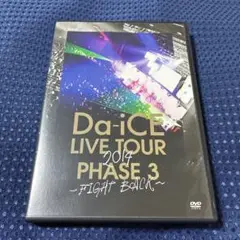 Da-iCE
LIVE TOUR
2014
PHASE 3
~FIGHT BACK~
DVD